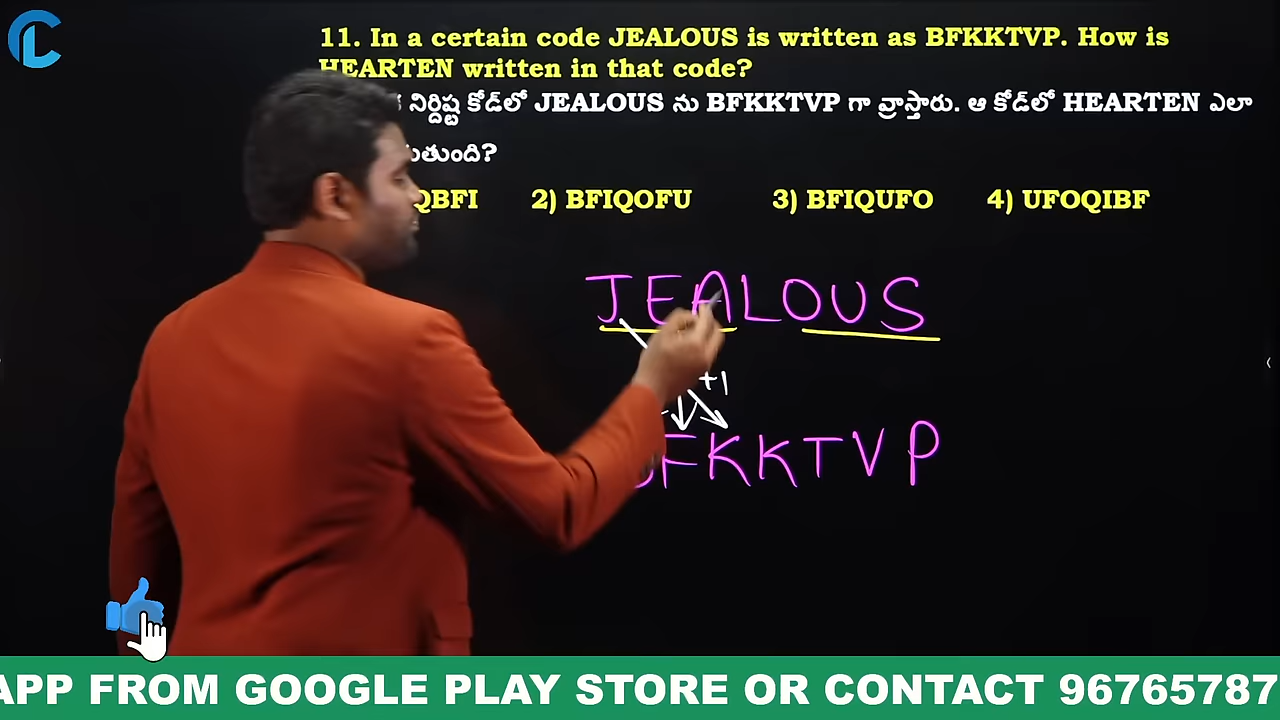 11. In a certain code JEALOUS is written as BFKKTVP. How is
HEARTEN written in that code?
నిర్దిష్ట కోడ్‌లో JEALOUS ను BFKKTVP గా వ్రాస్తారు. ఆ కోడ్‌లో HEARTEN ఎలా
QBFI 2) BFIQOFU 3) BFIQUFO 4) UFOQIBF
JEALOUS
+1
FKKTVP
APP FROM GOOGLE PLAY STORE OR CONTACT 96765787